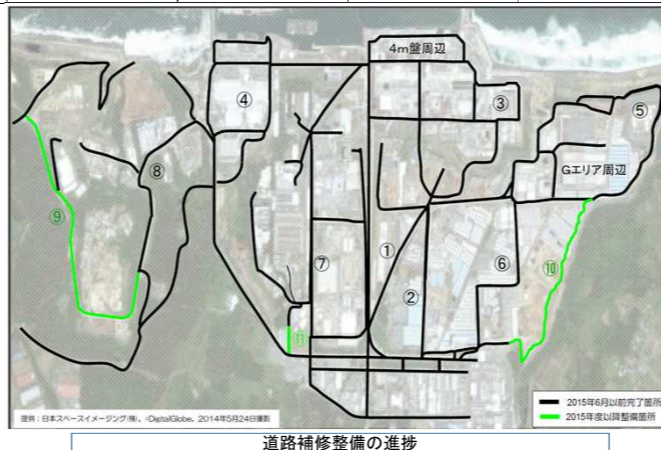 4m盤周辺
④
③
⑤
Gエリア周辺
⑧
⑨
①
⑦
⑥
⑩
②
⑪
2015年6月以前完了箇所
2015年度以降整備箇所
提供：日本スペースイメージング(株)、©DigitalGlobe、2014年5月24日撮影
道路補修整備の進捗